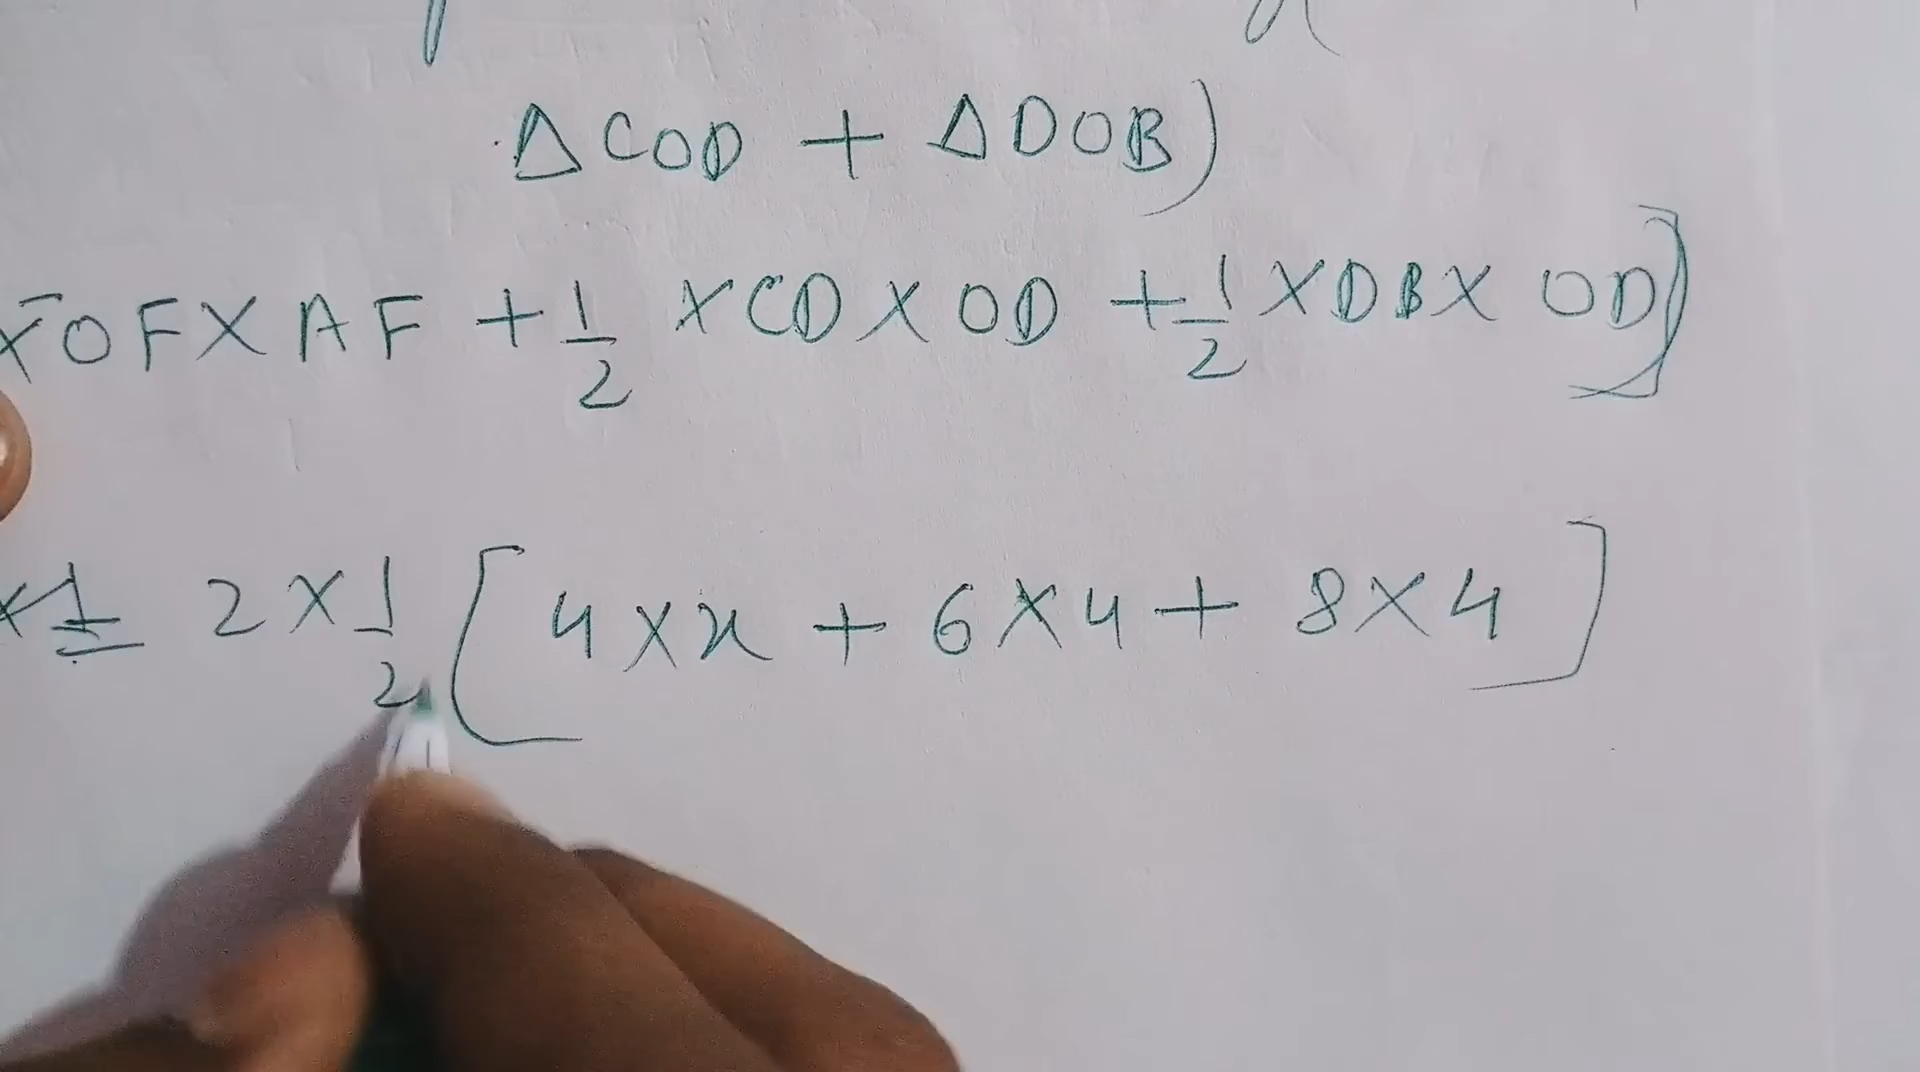 ΔCOD + ΔDOB)
×OF×AF + 1/2 ×CD×OD + 1/2 ×DB×OD]
2×1/2 [4×x + 6×4 + 8×4]